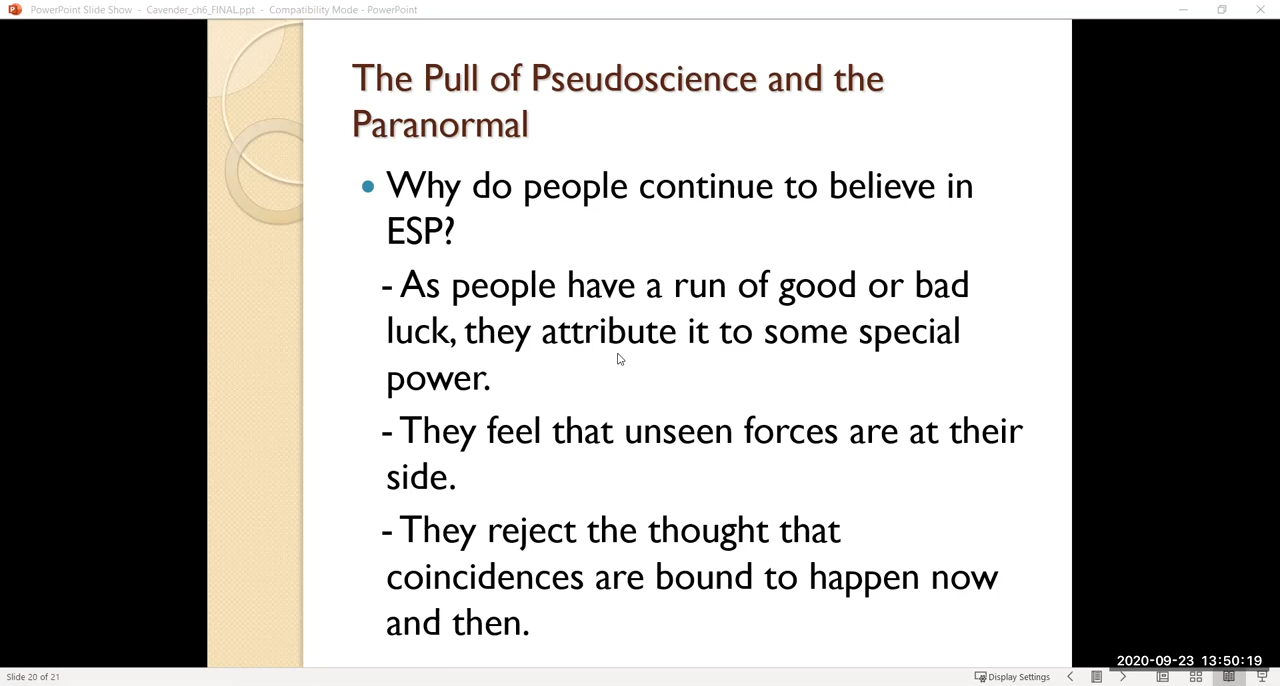 PowerPoint Slide Show - Cavender_ch6_FINAL.ppt - Compatibility Mode - PowerPoint
The Pull of Pseudoscience and the
Paranormal
• Why do people continue to believe in
ESP?
- As people have a run of good or bad
luck, they attribute it to some special
power.
- They feel that unseen forces are at their
side.
- They reject the thought that
coincidences are bound to happen now
and then.
2020-09-23 13:50:19
Slide 20 of 21
Display Settings